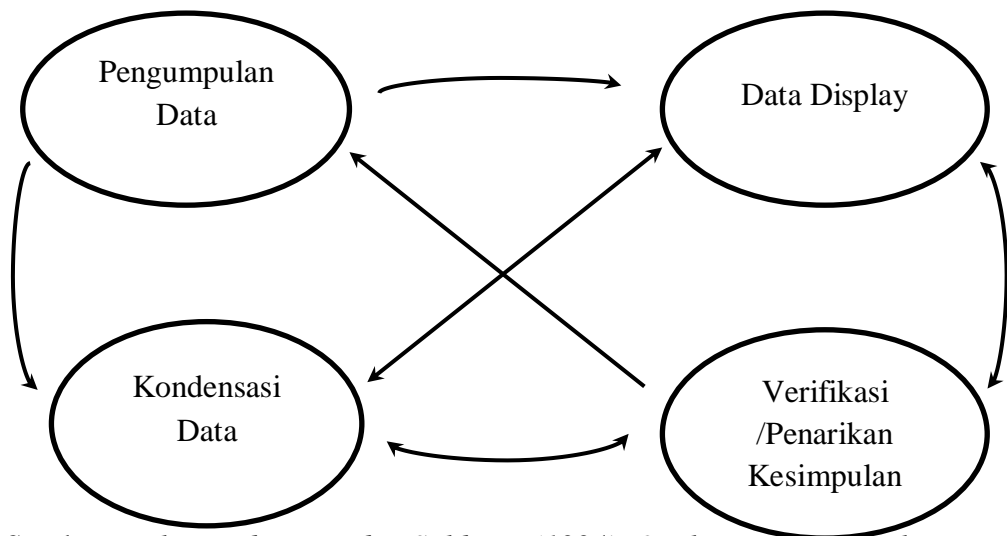 Pengumpulan
Data
Data Display
Kondensasi
Data
Verifikasi
/Penarikan
Kesimpulan